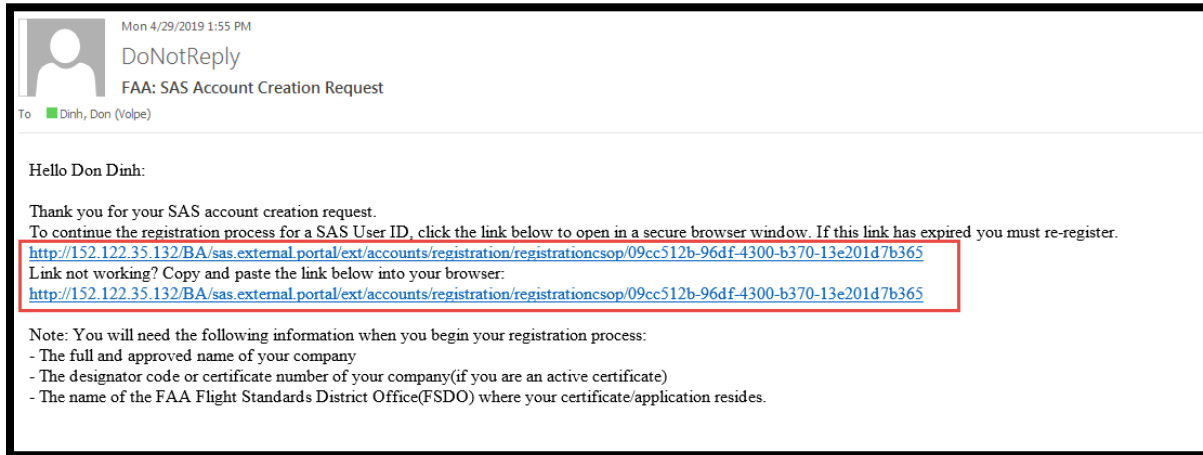 Mon 4/29/2019 1:55 PM
DoNotReply
FAA: SAS Account Creation Request
To Dinh, Don (Volpe)
Hello Don Dinh:
Thank you for your SAS account creation request.
To continue the registration process for a SAS User ID, click the link below to open in a secure browser window. If this link has expired you must re-register.
http://152.122.35.132/BA/sas.external.portal/ext/accounts/registration/registrationcsop/09cc512b-96df-4300-b370-13e201d7b365
Link not working? Copy and paste the link below into your browser:
http://152.122.35.132/BA/sas.external.portal/ext/accounts/registration/registrationcsop/09cc512b-96df-4300-b370-13e201d7b365
Note: You will need the following information when you begin your registration process:
- The full and approved name of your company
- The designator code or certificate number of your company(if you are an active certificate)
- The name of the FAA Flight Standards District Office(FSDO) where your certificate/application resides.